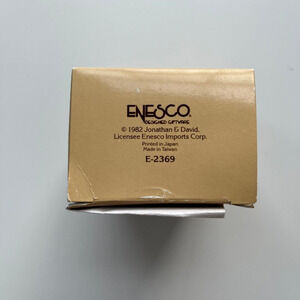 ENESCO.
DESIGNED GIFTWARE
© 1982 Jonathan & David.
Licensee Enesco Imports Corp.
Printed in Japan
Made in Taiwan
E-2369